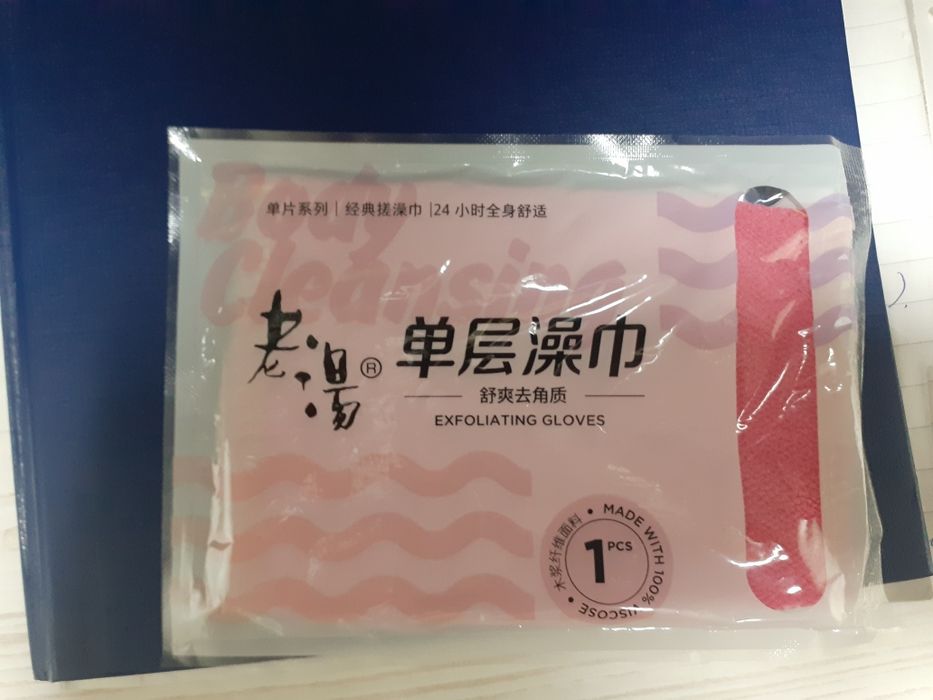 Body
Cleansing
单片系列 | 经典搓澡巾 | 24 小时全身舒适
老汤® 单层澡巾
舒爽去角质
EXFOLIATING GLOVES
木浆纤维面料 • MADE WITH 100% VISCOSE •
1PCS